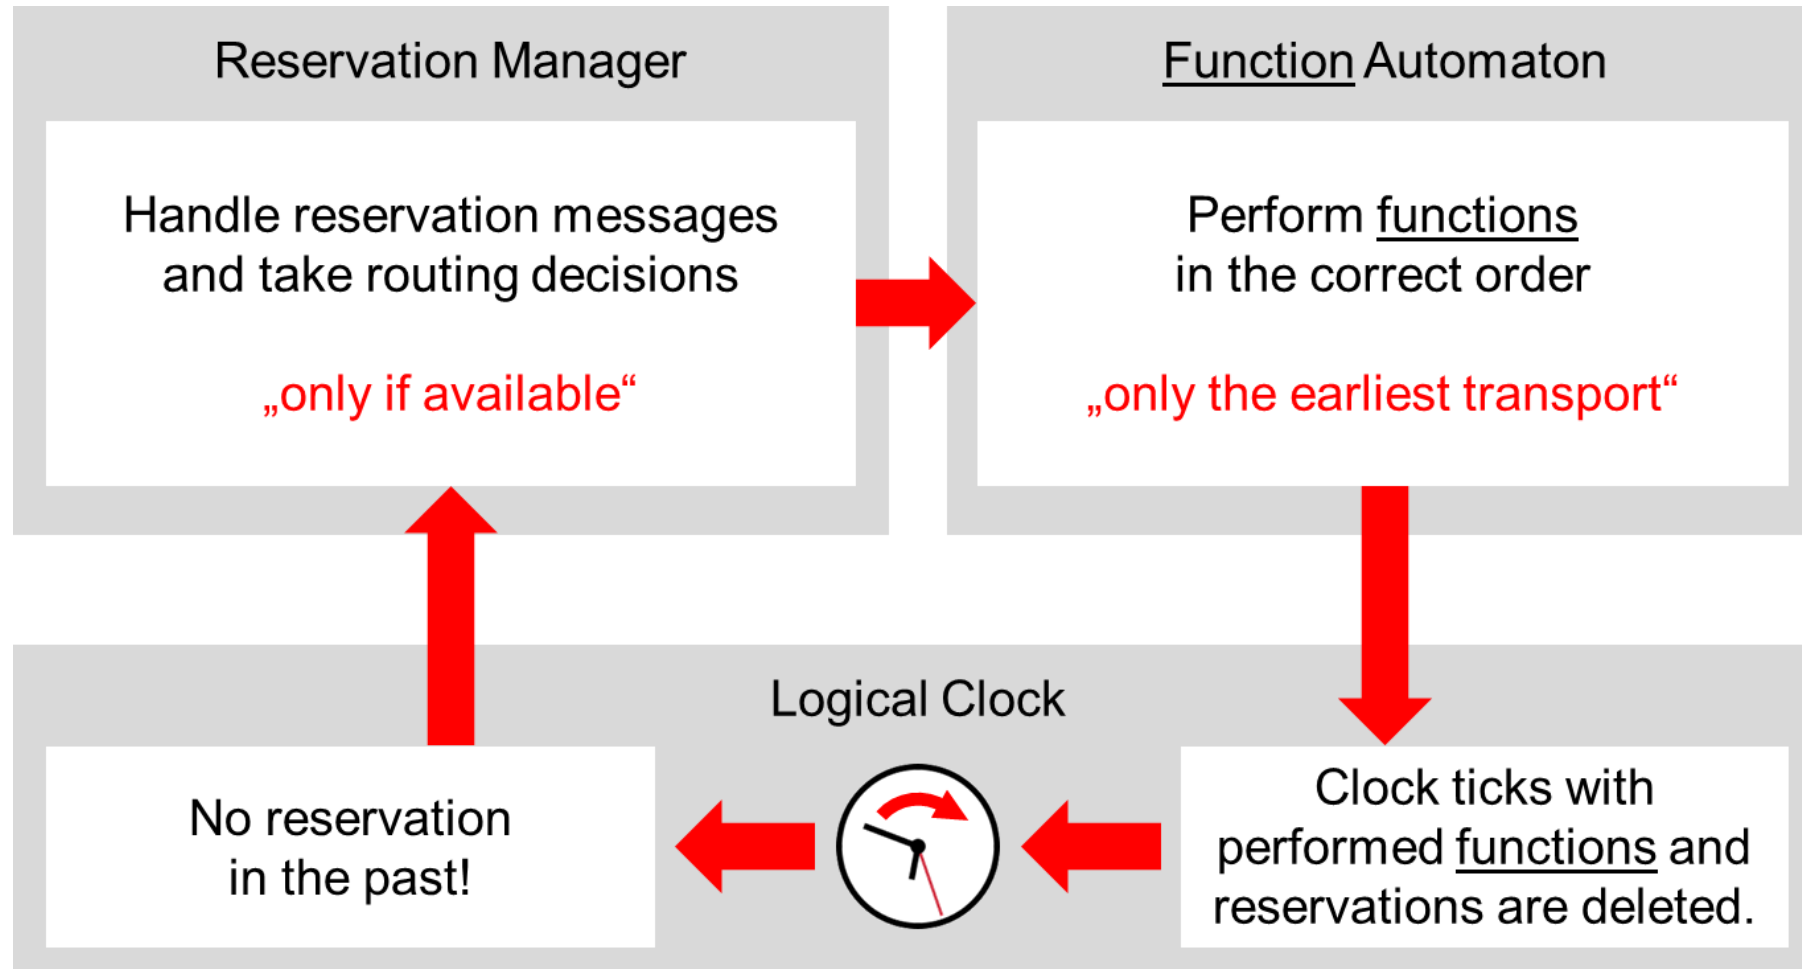 Reservation Manager
Handle reservation messages
and take routing decisions
„only if available“
Function Automaton
Perform functions
in the correct order
„only the earliest transport“
Logical Clock
No reservation
in the past!
Clock ticks with
performed functions and
reservations are deleted.